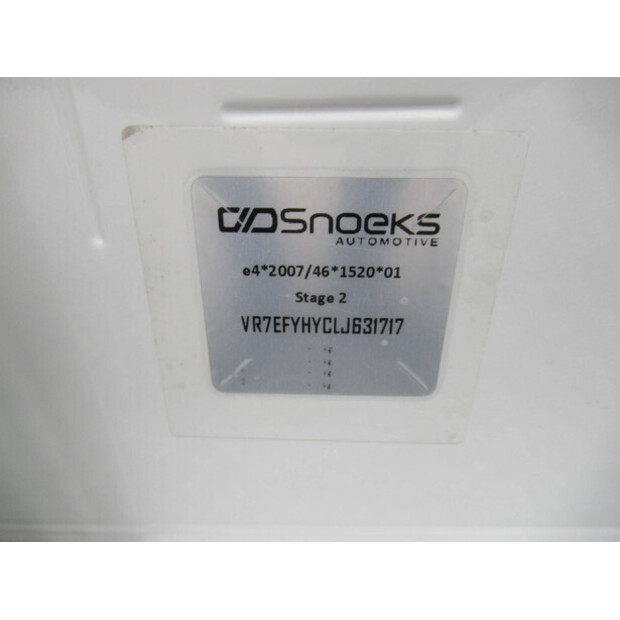 Snoeks
AUTOMOTIVE
e4*2007/46*1520*01
Stage 2
VR7EFYHYCLJ631717